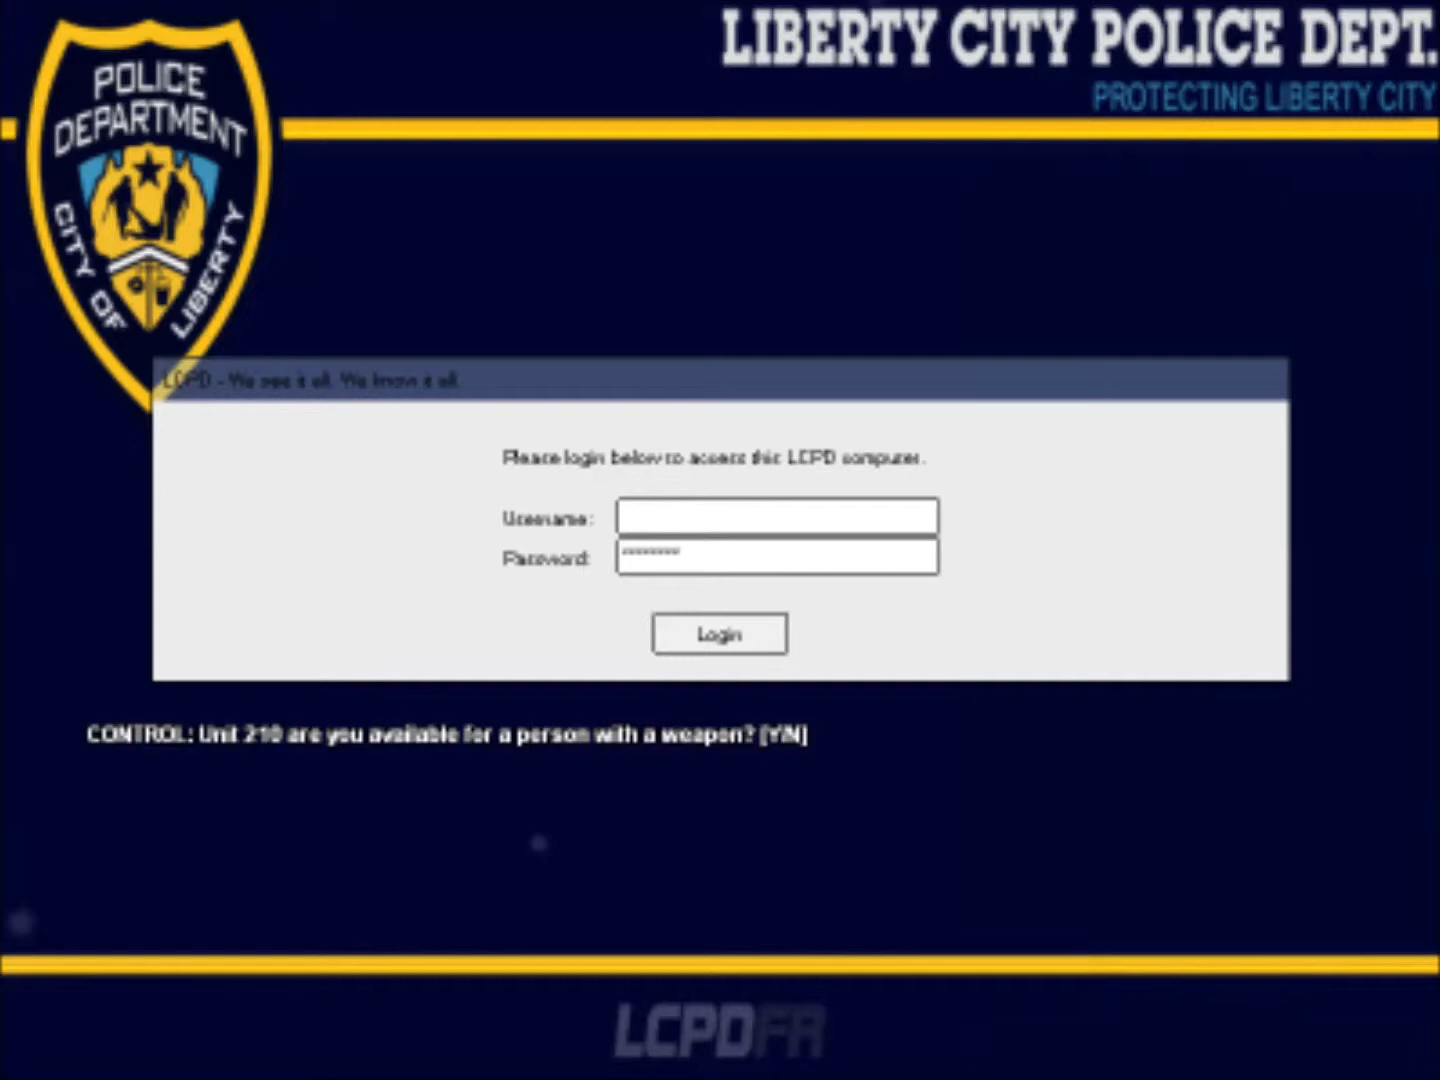 LIBERTY CITY POLICE DEPT.
PROTECTING LIBERTY CITY
POLICE
DEPARTMENT
CITY OF LIBERTY
LCPD - We see it all. We know it all.
Please login below to access this LCPD computer.
Username:
Password: ********
Login
CONTROL: Unit 210 are you available for a person with a weapon? [Y/N]
LCPDFR